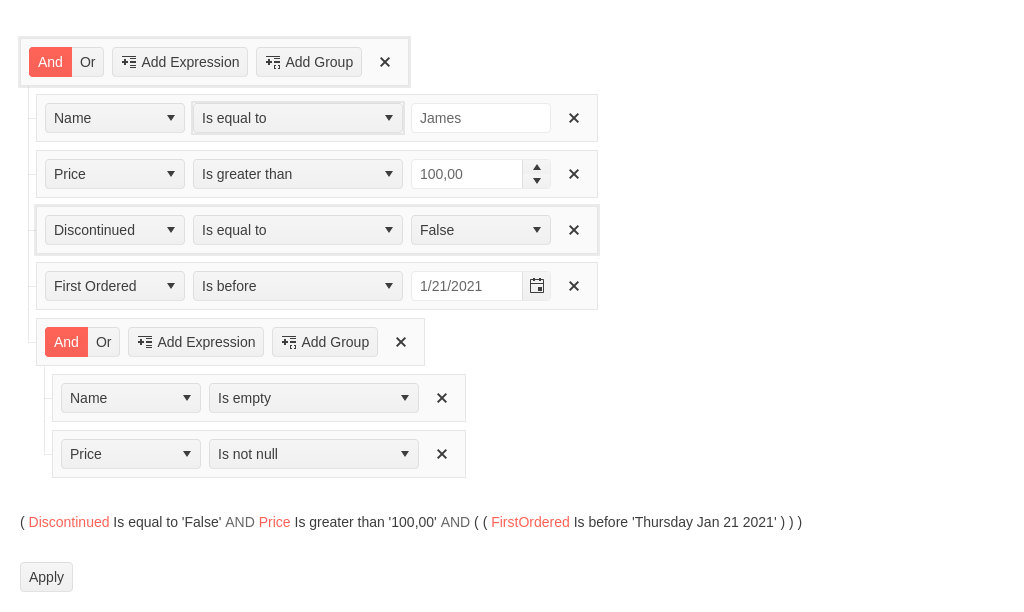 And Or Add Expression Add Group
Name Is equal to James
Price Is greater than 100,00
Discontinued Is equal to False
First Ordered Is before 1/21/2021
And Or Add Expression Add Group
Name Is empty
Price Is not null
( Discontinued Is equal to 'False' AND Price Is greater than '100,00' AND ( ( FirstOrdered Is before 'Thursday Jan 21 2021' ) ) )
Apply